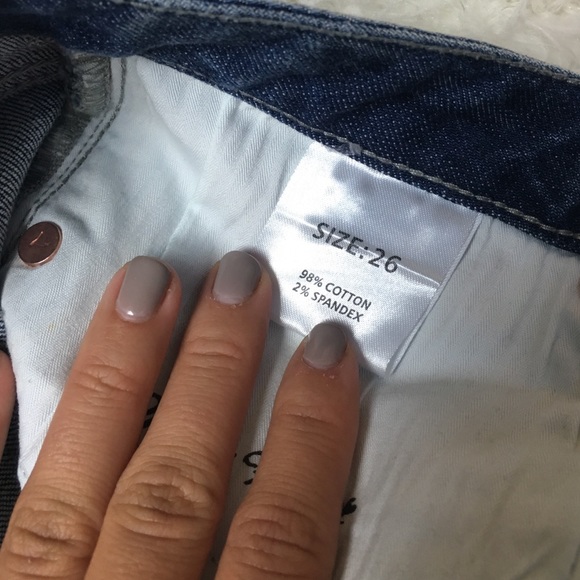 SIZE: 26
98% COTTON
2% SPANDEX